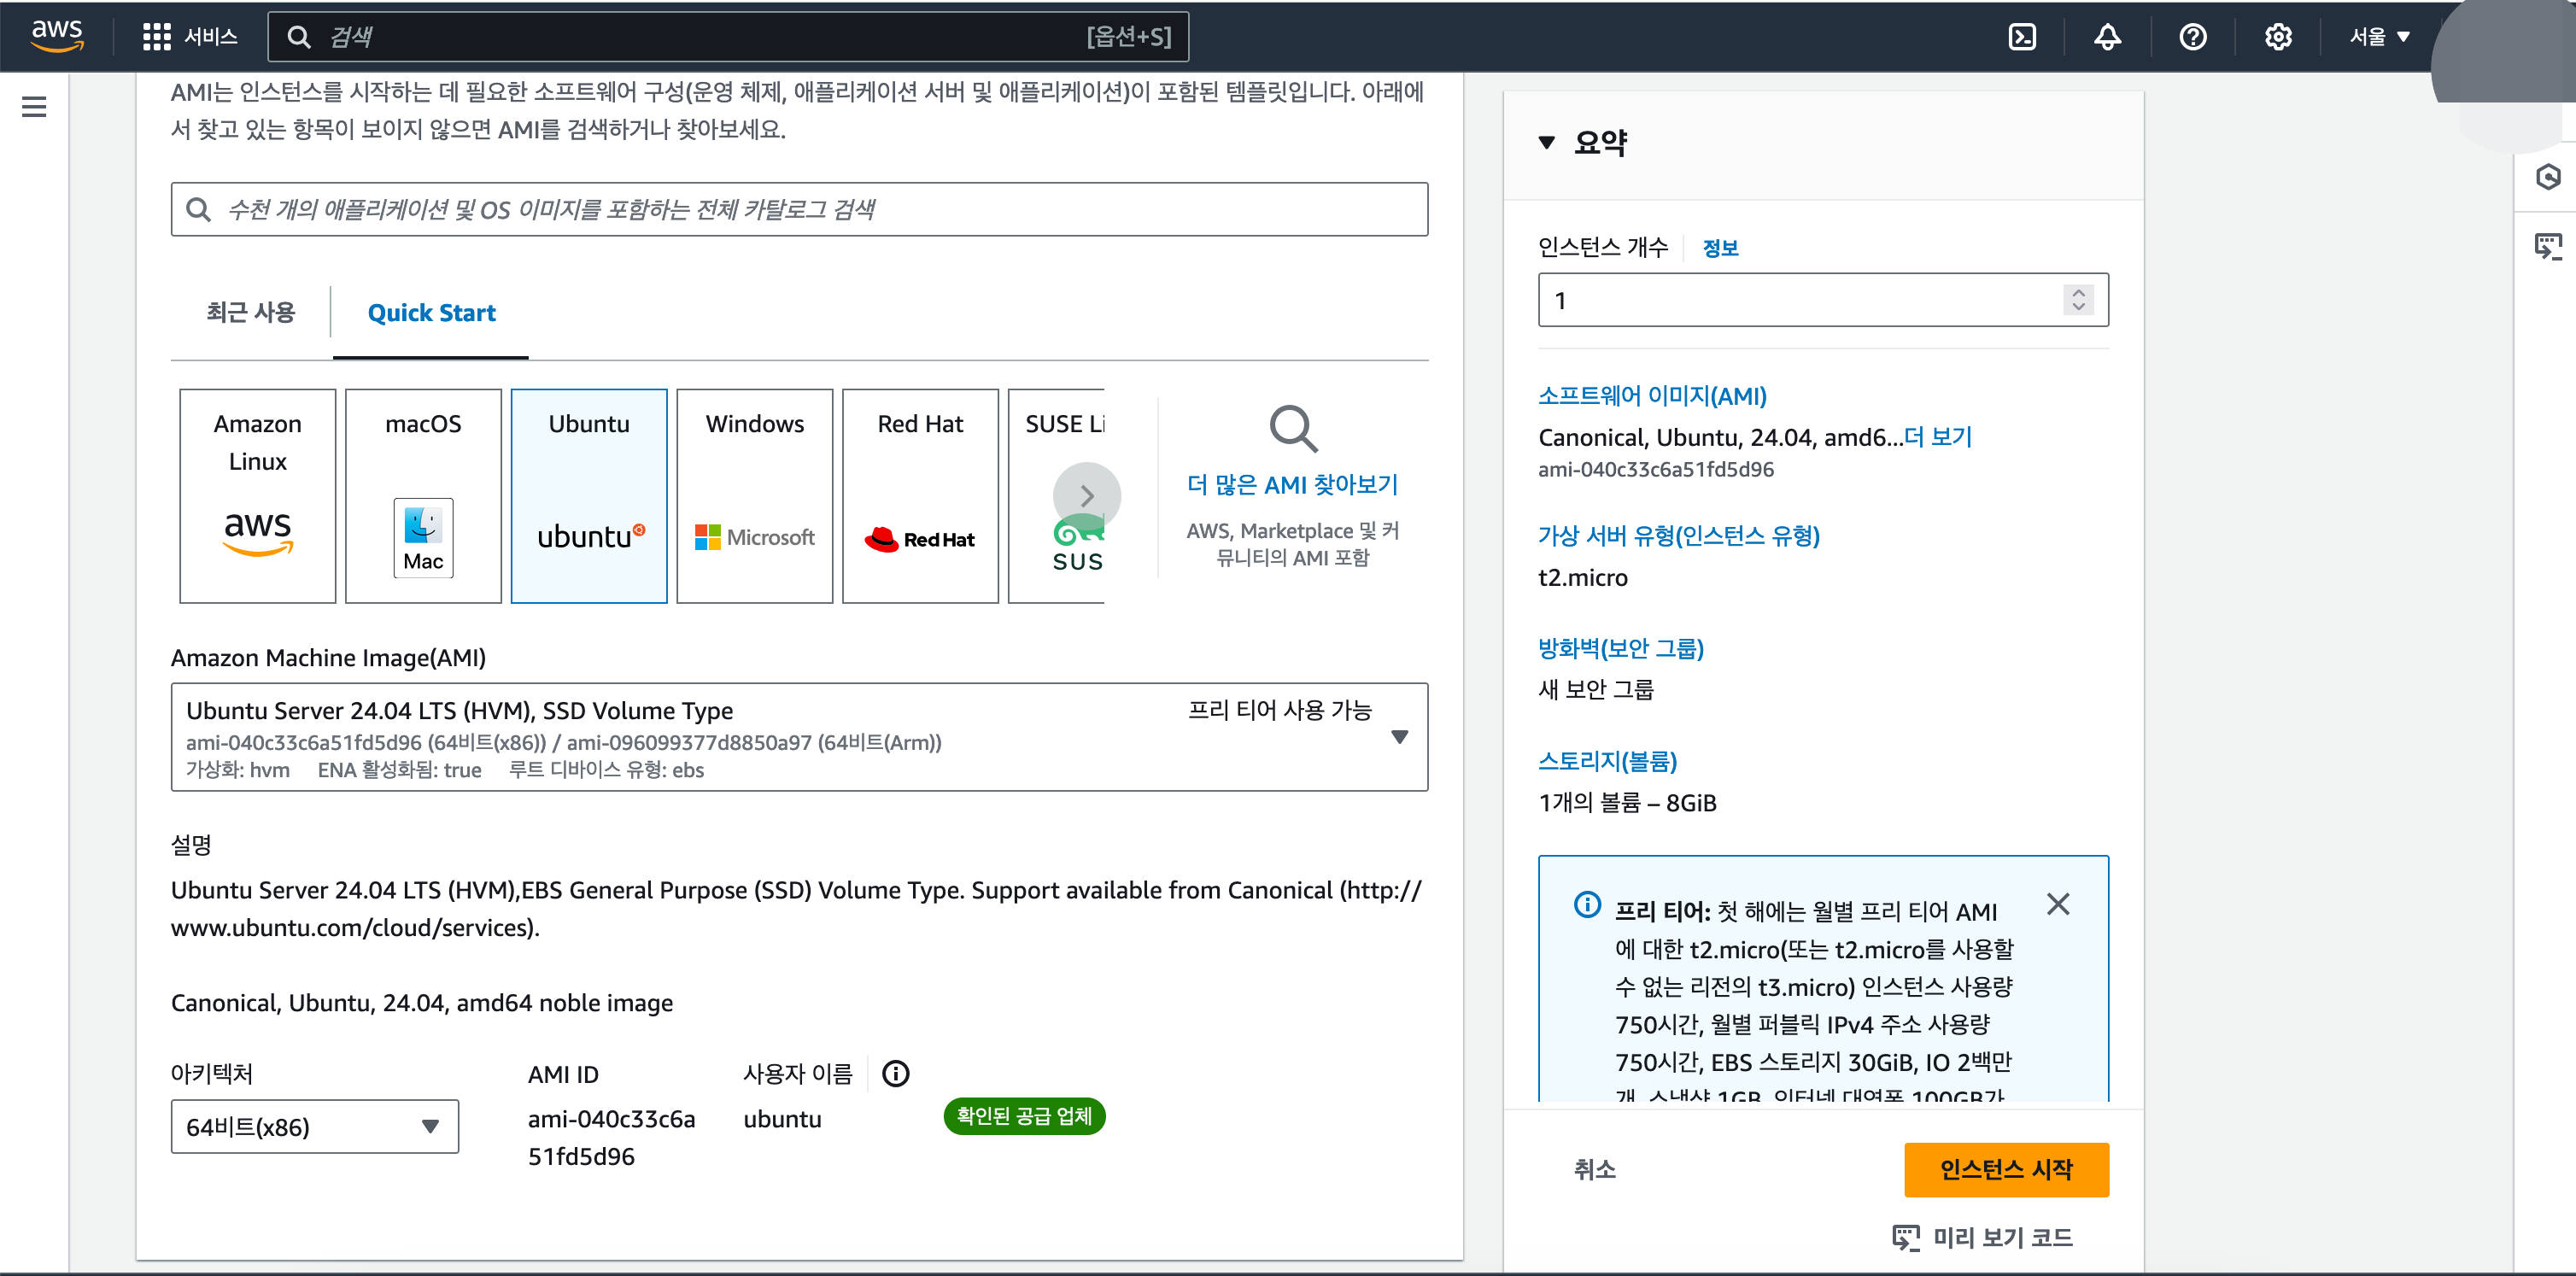 aws
서비스
검색
[옵션+S]
서울
AMI는 인스턴스를 시작하는 데 필요한 소프트웨어 구성(운영 체제, 애플리케이션 서버 및 애플리케이션)이 포함된 템플릿입니다. 아래에
서 찾고 있는 항목이 보이지 않으면 AMI를 검색하거나 찾아보세요.
수천 개의 애플리케이션 및 OS 이미지를 포함하는 전체 카탈로그 검색
최근 사용
Quick Start
Amazon
Linux
aws
macOS
Mac
Ubuntu
ubuntu
Windows
Microsoft
Red Hat
Red Hat
SUSE Li
SUS
더 많은 AMI 찾아보기
AWS, Marketplace 및 커
뮤니티의 AMI 포함
Amazon Machine Image(AMI)
Ubuntu Server 24.04 LTS (HVM), SSD Volume Type
프리 티어 사용 가능
ami-040c33c6a51fd5d96 (64비트(x86)) / ami-096099377d8850a97 (64비트(Arm))
가상화: hvm ENA 활성화됨: true 루트 디바이스 유형: ebs
설명
Ubuntu Server 24.04 LTS (HVM),EBS General Purpose (SSD) Volume Type. Support available from Canonical (http://
www.ubuntu.com/cloud/services).
Canonical, Ubuntu, 24.04, amd64 noble image
아키텍처
64비트(x86)
AMI ID
ami-040c33c6a
51fd5d96
사용자 이름
ubuntu
확인된 공급 업체
요약
인스턴스 개수
정보
1
소프트웨어 이미지(AMI)
Canonical, Ubuntu, 24.04, amd6...더 보기
ami-040c33c6a51fd5d96
가상 서버 유형(인스턴스 유형)
t2.micro
방화벽(보안 그룹)
새 보안 그룹
스토리지(볼륨)
1개의 볼륨 – 8GiB
프리 티어: 첫 해에는 월별 프리 티어 AMI
에 대한 t2.micro(또는 t2.micro를 사용할
수 없는 리전의 t3.micro) 인스턴스 사용량
750시간, 월별 퍼블릭 IPv4 주소 사용량
750시간, EBS 스토리지 30GiB, IO 2백만
개, 스냅샷 1GB, 인터넷 대역폭 100GB가
취소
인스턴스 시작
미리 보기 코드